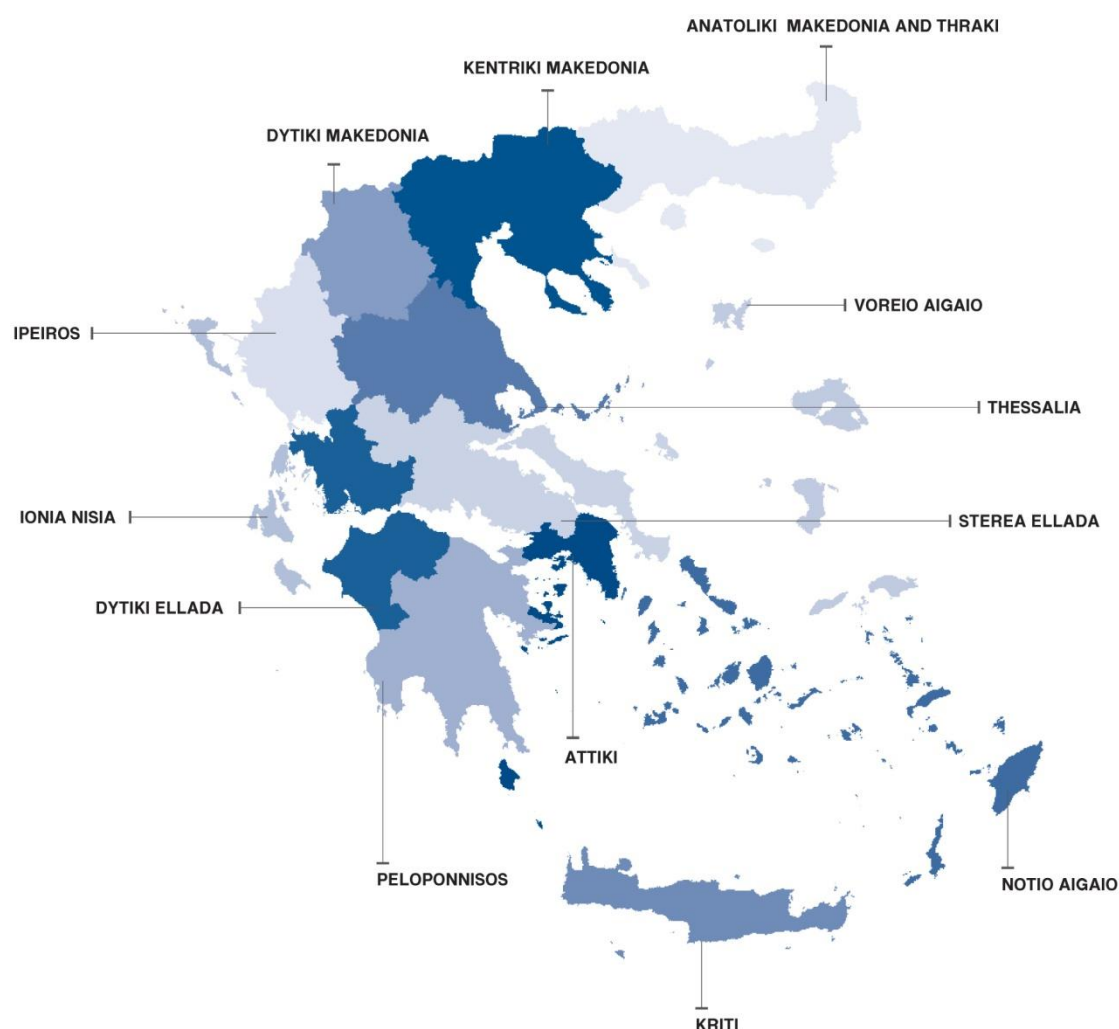 ANATOLIKI MAKEDONIA AND THRAKI
KENTRIKI MAKEDONIA
DYTIKI MAKEDONIA
VOREIO AIGAIO
IPEIROS
THESSALIA
IONIA NISIA
STEREA ELLADA
DYTIKI ELLADA
ATTIKI
PELOPONNISOS
NOTIO AIGAIO
KRITI